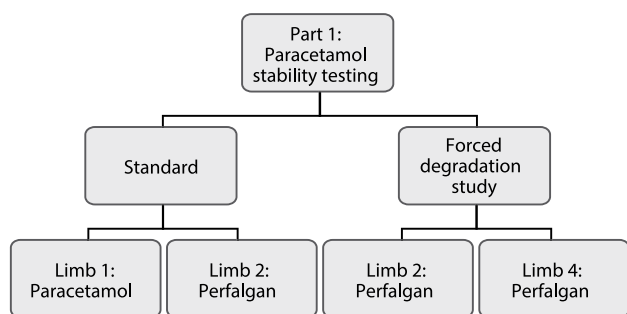 Part 1:
Paracetamol
stability testing
Standard
Forced
degradation
study
Limb 1:
Paracetamol
Limb 2:
Perfalgan
Limb 2:
Perfalgan
Limb 4:
Perfalgan